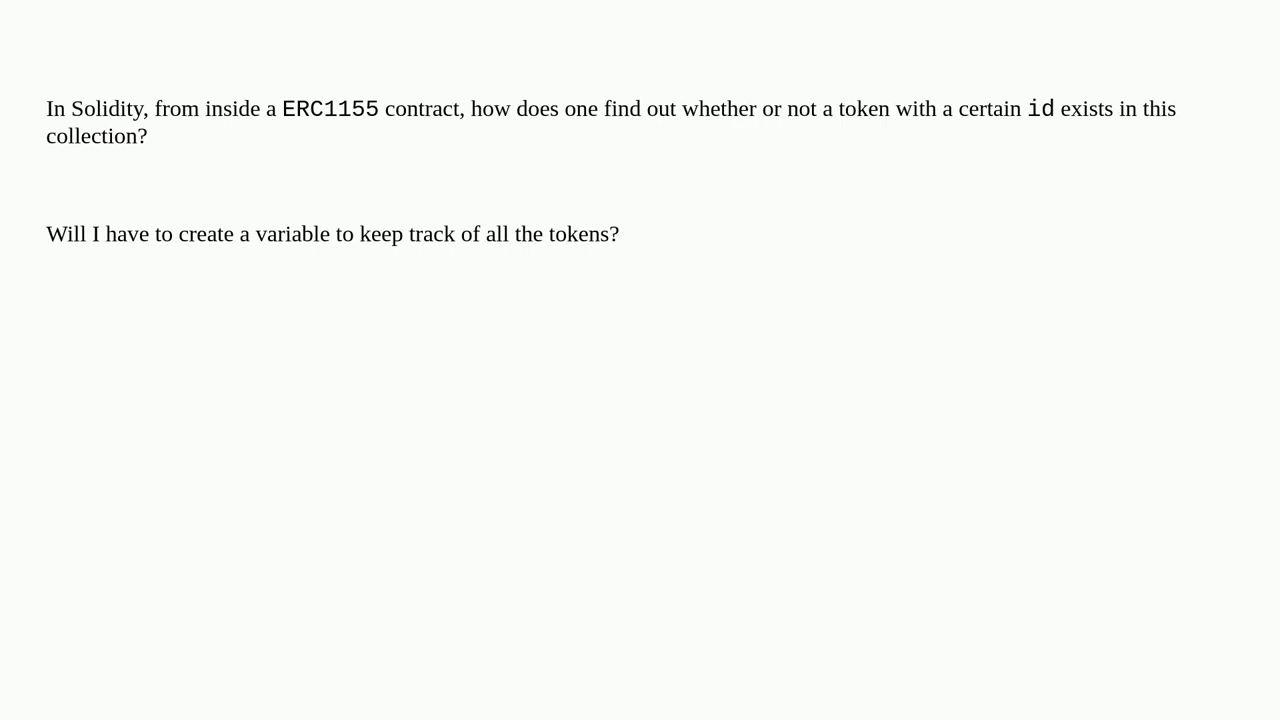 In Solidity, from inside a ERC1155 contract, how does one find out whether or not a token with a certain id exists in this
collection?
Will I have to create a variable to keep track of all the tokens?